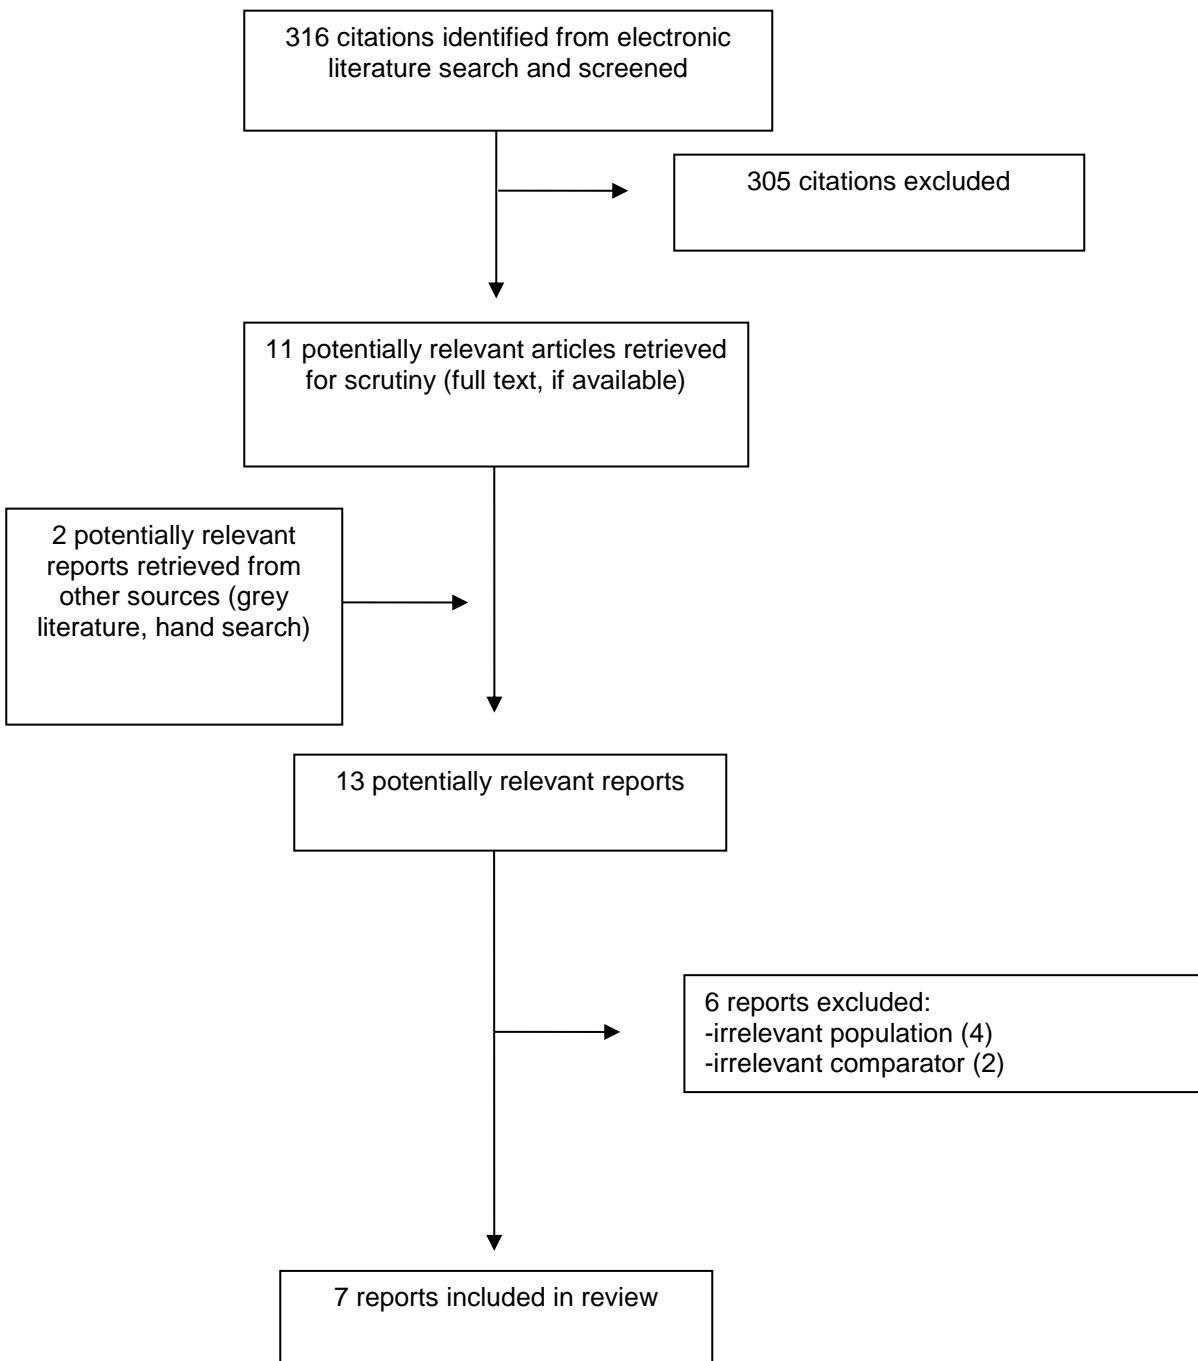 316 citations identified from electronic
literature search and screened
305 citations excluded
11 potentially relevant articles retrieved
for scrutiny (full text, if available)
2 potentially relevant
reports retrieved from
other sources (grey
literature, hand search)
13 potentially relevant reports
6 reports excluded:
-irrelevant population (4)
-irrelevant comparator (2)
7 reports included in review